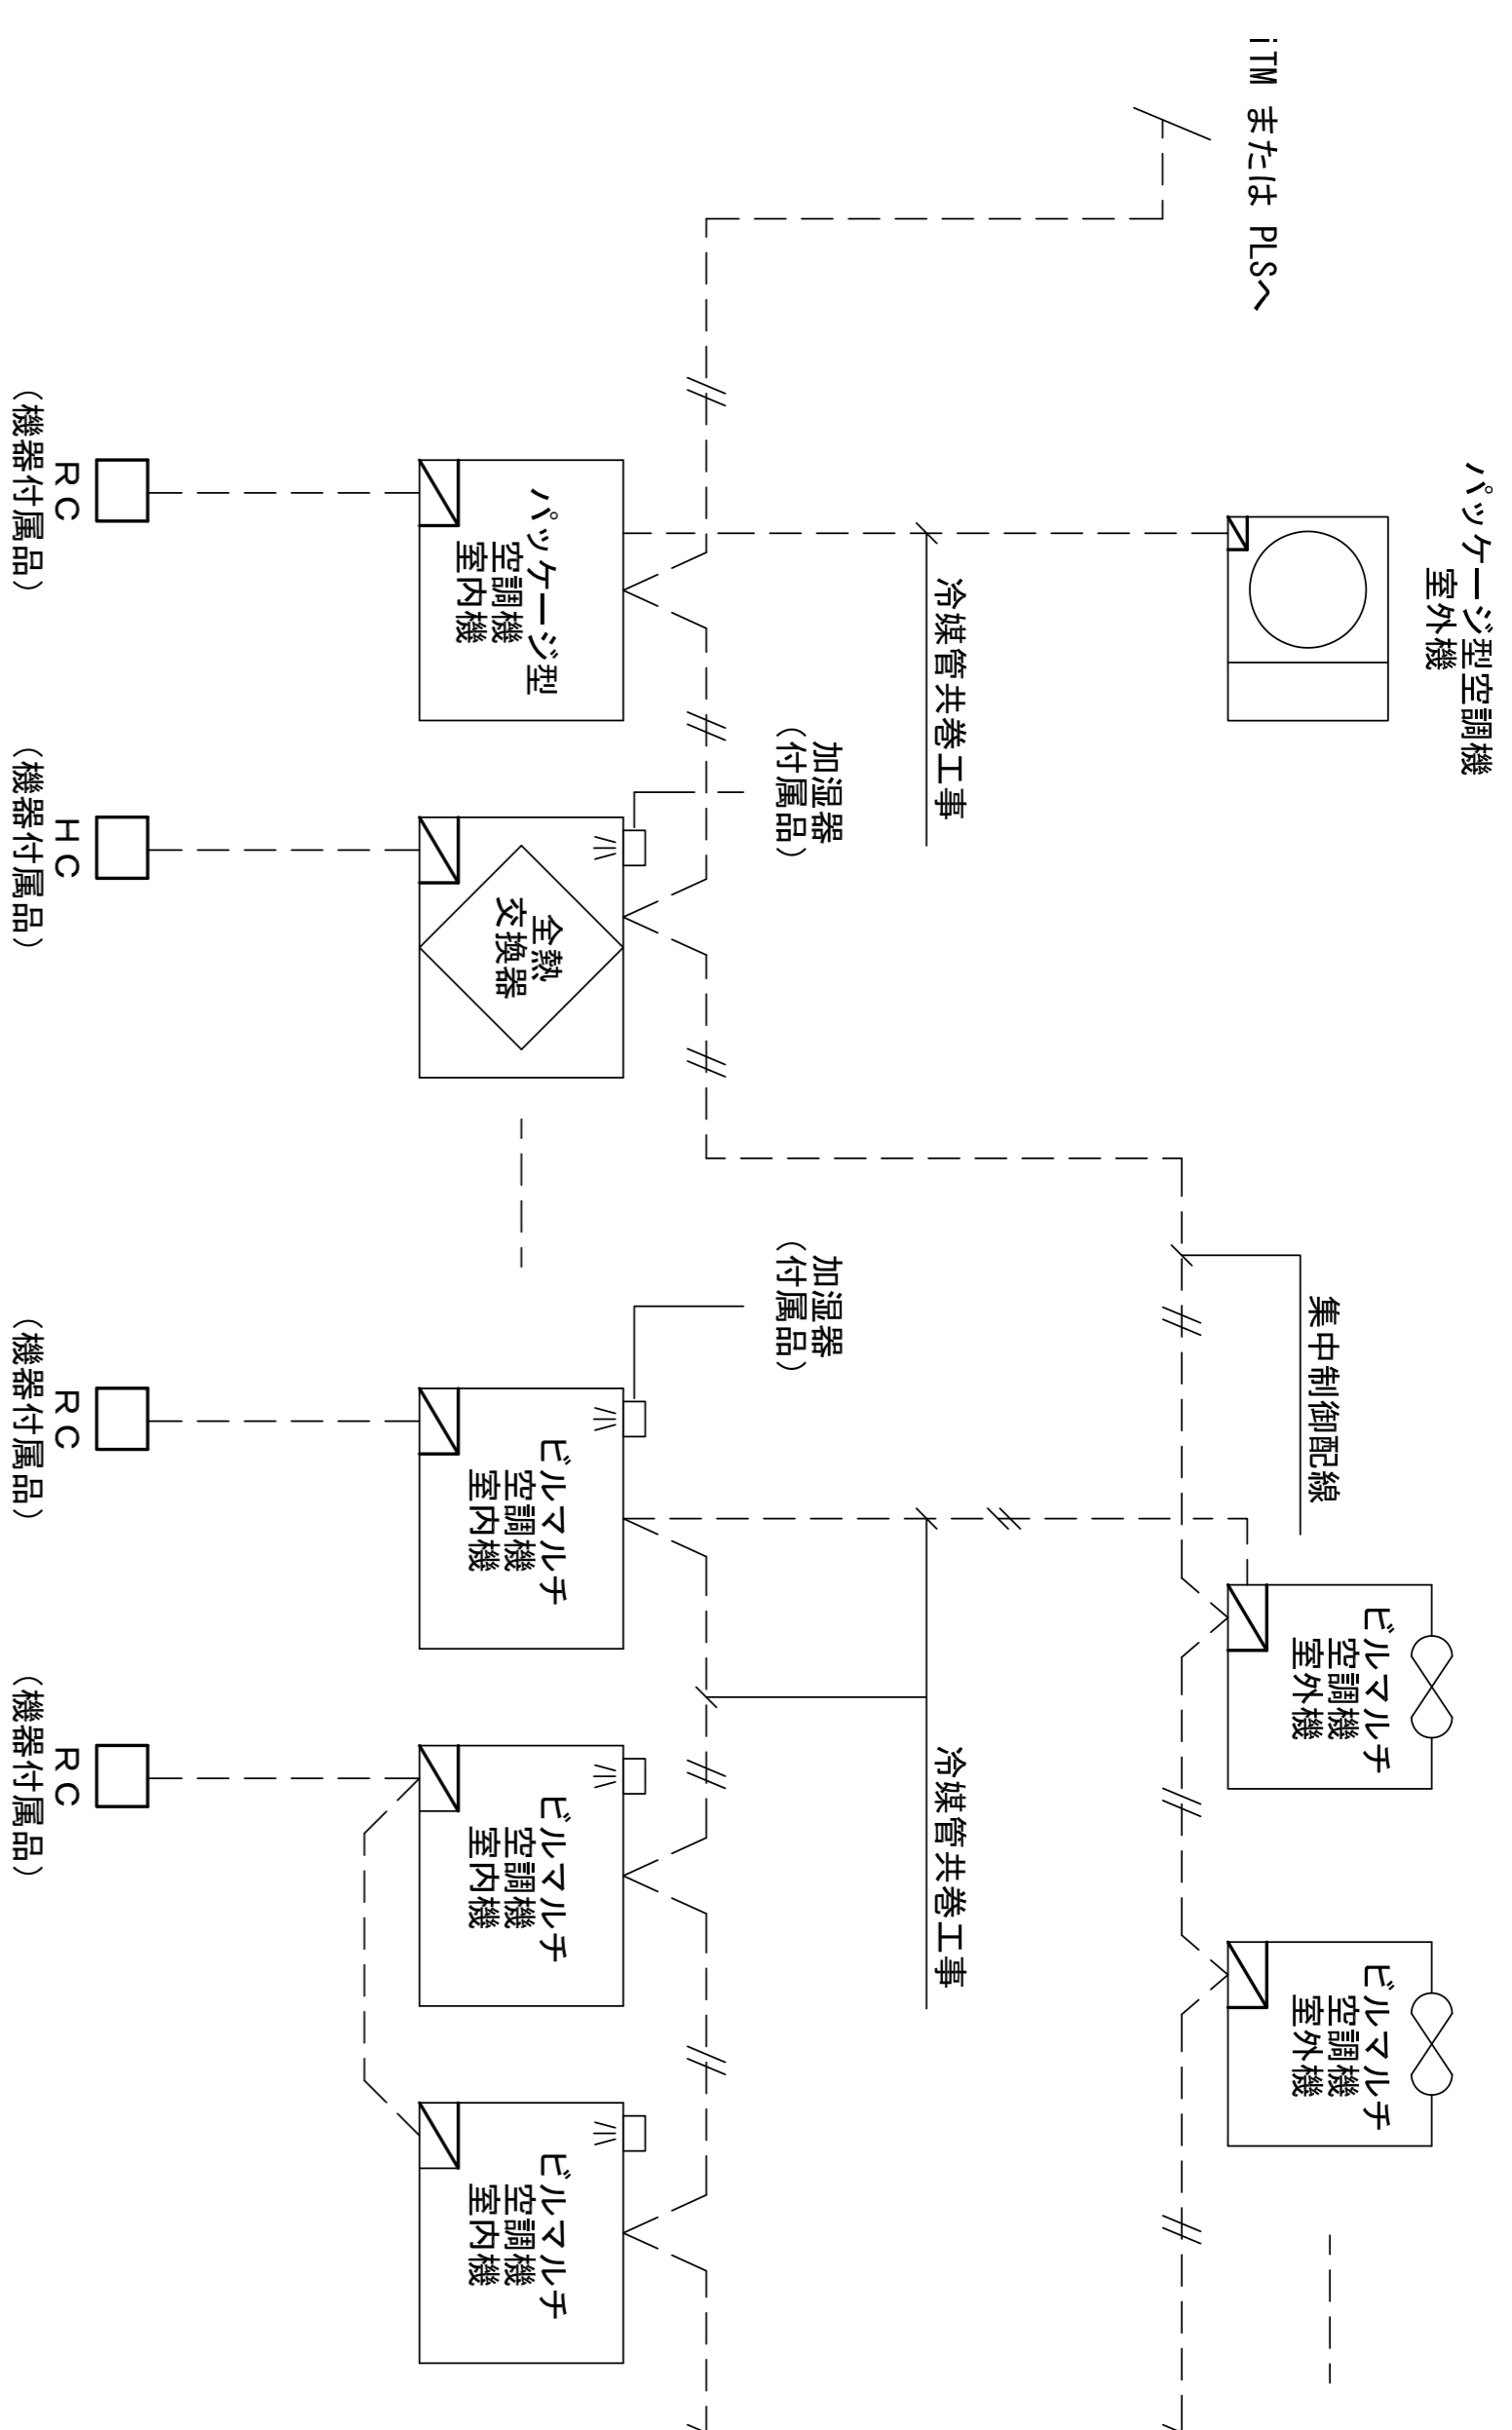 iTM または PLSへ
パッケージ型空調機
室外機
冷媒管共巻工事
パッケージ型
空調機
室内機
RC
(機器付属品)
加湿器
(付属品)
全熱
交換器
HC
(機器付属品)
集中制御配線
加湿器
(付属品)
ビルマルチ
空調機
室内機
RC
(機器付属品)
ビルマルチ
空調機
室外機
冷媒管共巻工事
ビルマルチ
空調機
室内機
RC
(機器付属品)
ビルマルチ
空調機
室外機
ビルマルチ
空調機
室内機